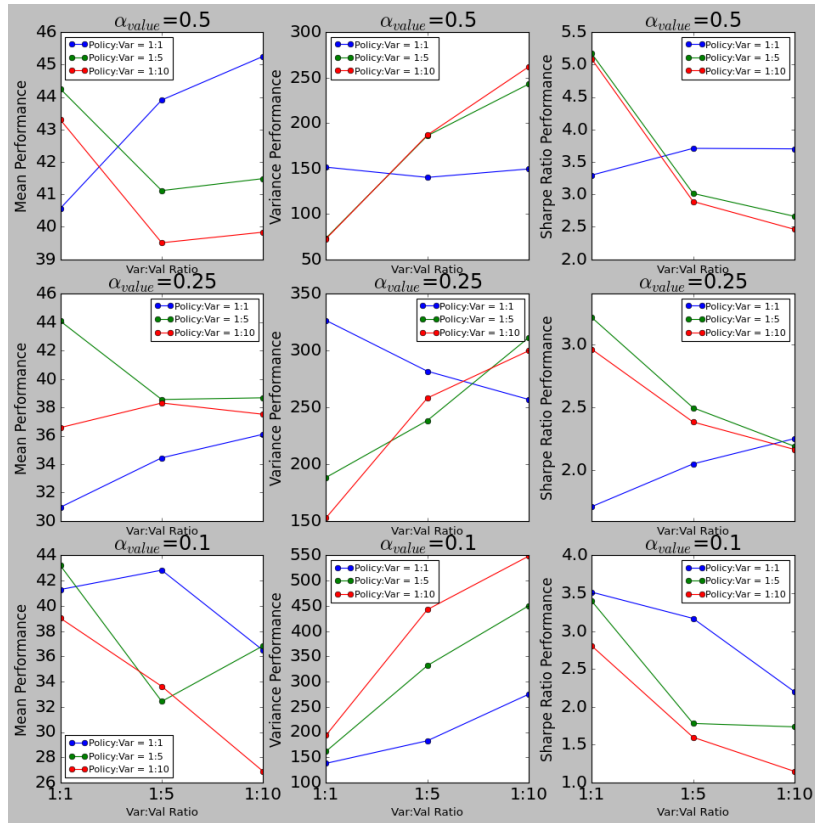 α_value=0.5 α_value=0.5 α_value=0.5
Mean Performance
46
45
44
43
42
41
40
39
Policy:Var = 1:1
Policy:Var = 1:5
Policy:Var = 1:10
Var:Val Ratio
Variance Performance
300
250
200
150
100
50
Policy:Var = 1:1
Policy:Var = 1:5
Policy:Var = 1:10
Var:Val Ratio
Sharpe Ratio Performance
5.5
5.0
4.5
4.0
3.5
3.0
2.5
2.0
Policy:Var = 1:1
Policy:Var = 1:5
Policy:Var = 1:10
Var:Val Ratio
α_value=0.25 α_value=0.25 α_value=0.25
Mean Performance
46
44
42
40
38
36
34
32
30
Policy:Var = 1:1
Policy:Var = 1:5
Policy:Var = 1:10
Var:Val Ratio
Variance Performance
350
300
250
200
150
Policy:Var = 1:1
Policy:Var = 1:5
Policy:Var = 1:10
Var:Val Ratio
Sharpe Ratio Performance
3.0
2.5
2.0
Policy:Var = 1:1
Policy:Var = 1:5
Policy:Var = 1:10
Var:Val Ratio
α_value=0.1 α_value=0.1 α_value=0.1
Mean Performance
44
42
40
38
36
34
32
30
28
26
Policy:Var = 1:1
Policy:Var = 1:5
Policy:Var = 1:10
1:1 1:5 1:10
Var:Val Ratio
Variance Performance
550
500
450
400
350
300
250
200
150
100
Policy:Var = 1:1
Policy:Var = 1:5
Policy:Var = 1:10
1:1 1:5 1:10
Var:Val Ratio
Sharpe Ratio Performance
4.0
3.5
3.0
2.5
2.0
1.5
1.0
Policy:Var = 1:1
Policy:Var = 1:5
Policy:Var = 1:10
1:1 1:5 1:10
Var:Val Ratio